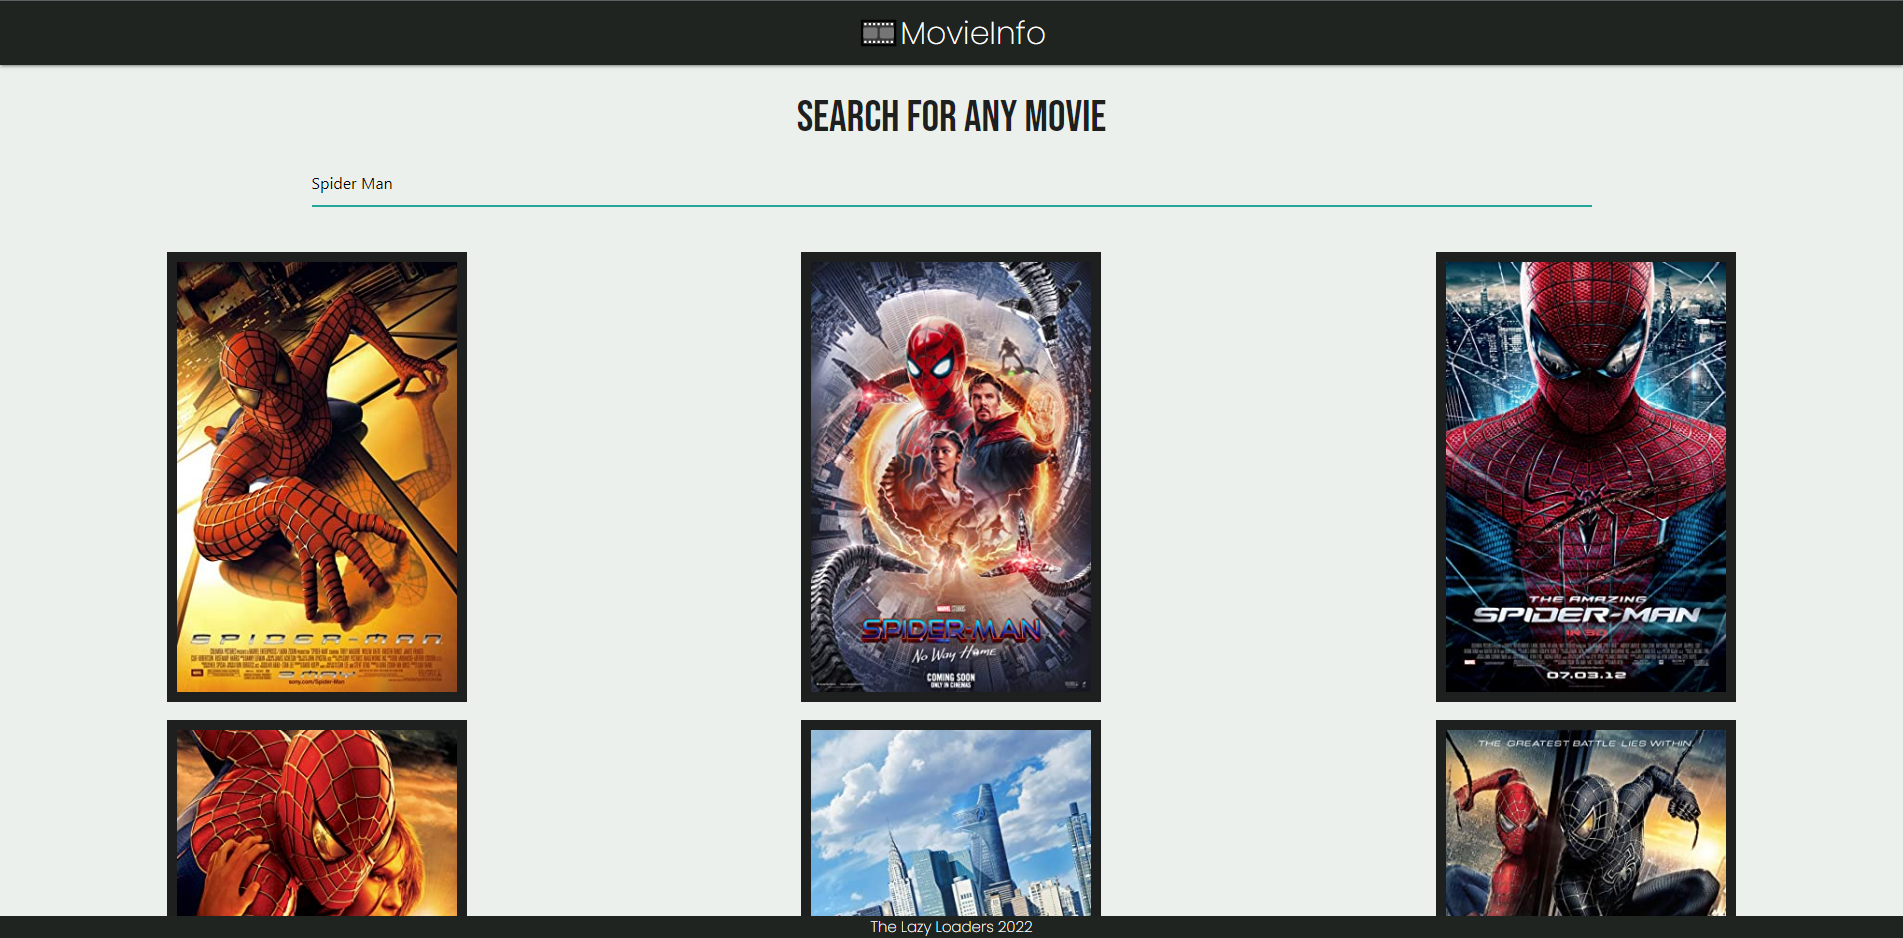 MovieInfo
SEARCH FOR ANY MOVIE
Spider Man
SPIDER-MAN
sony.com/Spider-Man
MARVEL STUDIOS
SPIDER-MAN
No Way Home
COMING SOON
ONLY IN CINEMAS
THE AMAZING
SPIDER-MAN
IN 3D
07.03.12
THE GREATEST BATTLE LIES WITHIN.
The Lazy Loaders 2022